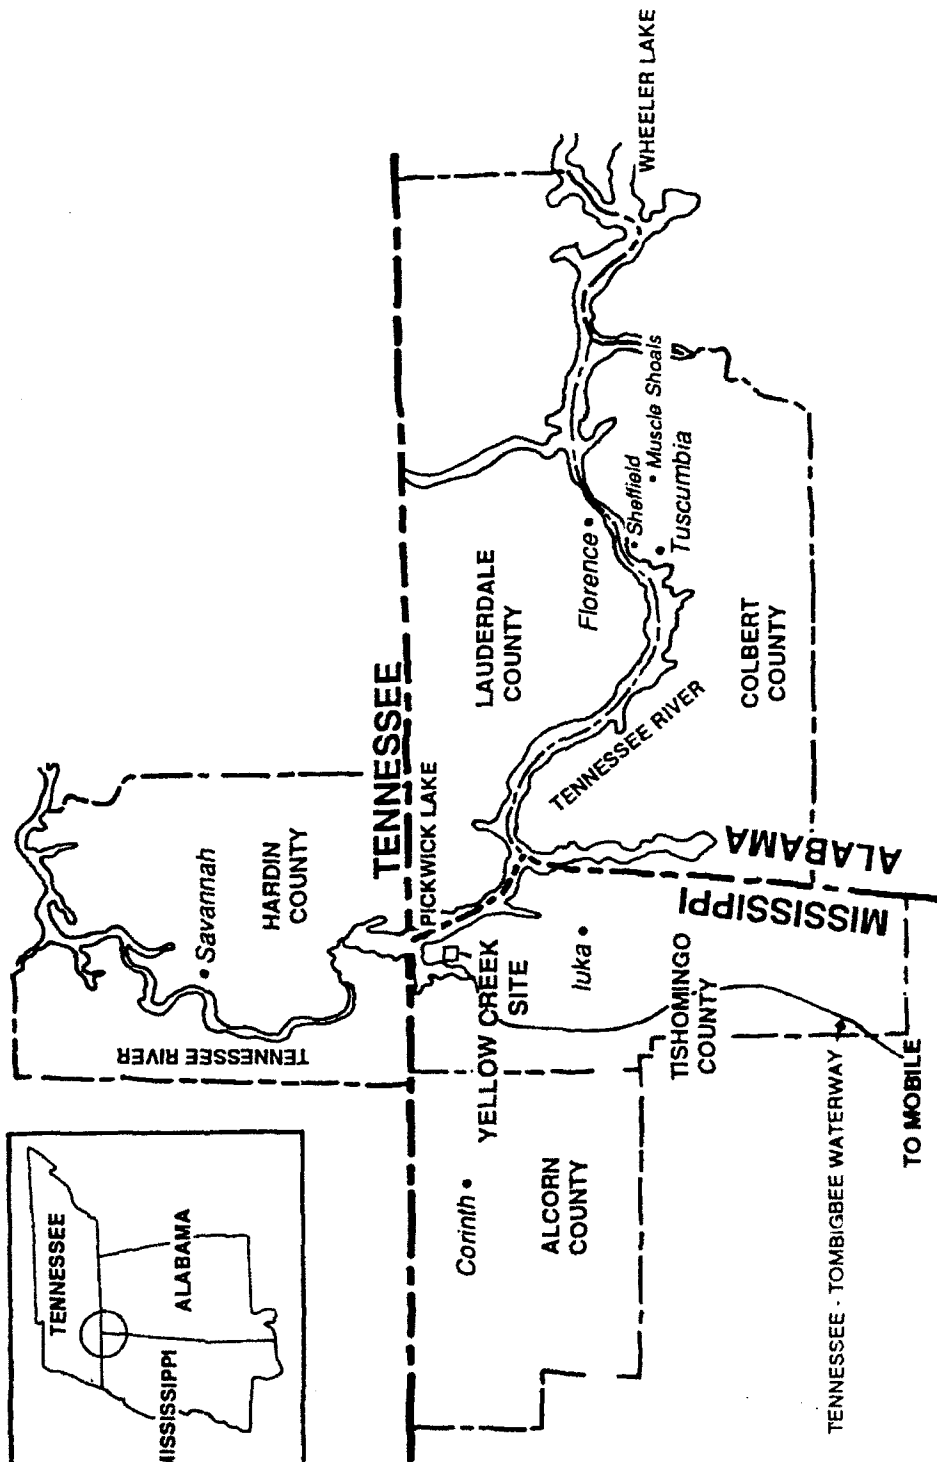 TENNESSEE
ALABAMA
MISSISSIPPI
TENNESSEE RIVER
Savannah
HARDIN
COUNTY
TENNESSEE
PICKWICK LAKE
Corinth
ALCORN
COUNTY
YELLOW CREEK
SITE
Iuka
TISHOMINGO
COUNTY
LAUDERDALE
COUNTY
Florence
Sheffield
Muscle Shoals
Tuscumbia
WHEELER LAKE
TENNESSEE RIVER
COLBERT
COUNTY
MISSISSIPPI
ALABAMA
TENNESSEE - TOMBIGBEE WATERWAY
TO MOBILE